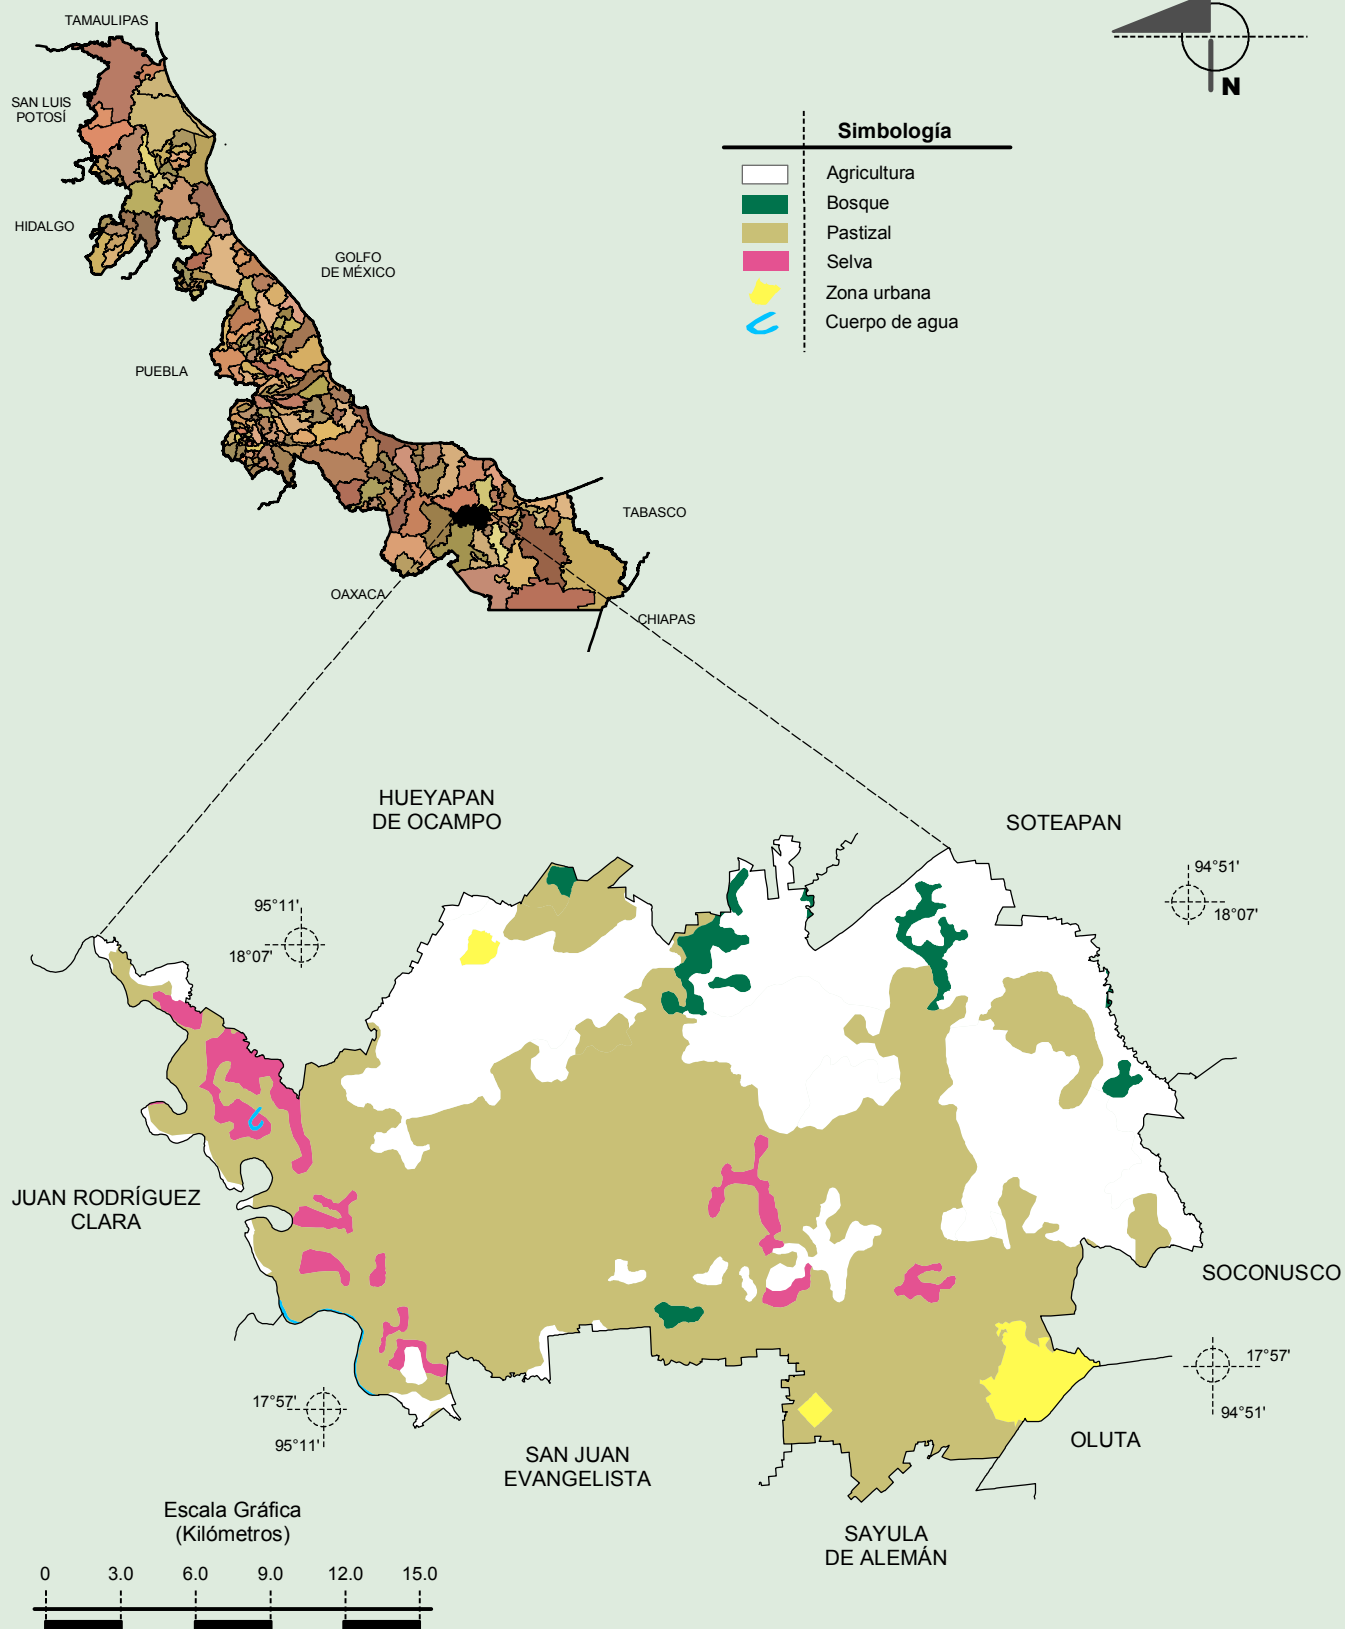 TAMAULIPAS
SAN LUIS
POTOSÍ
HIDALGO
GOLFO
DE MÉXICO
PUEBLA
TABASCO
OAXACA
CHIAPAS
N
Simbología
Agricultura
Bosque
Pastizal
Selva
Zona urbana
Cuerpo de agua
HUEYAPAN
DE OCAMPO
SOTEAPAN
94°51'
18°07'
95°11'
18°07'
JUAN RODRÍGUEZ
CLARA
SOCONUSCO
17°57'
94°51'
17°57'
95°11'
OLUTA
SAN JUAN
EVANGELISTA
SAYULA
DE ALEMÁN
Escala Gráfica
(Kilómetros)
0 3.0 6.0 9.0 12.0 15.0